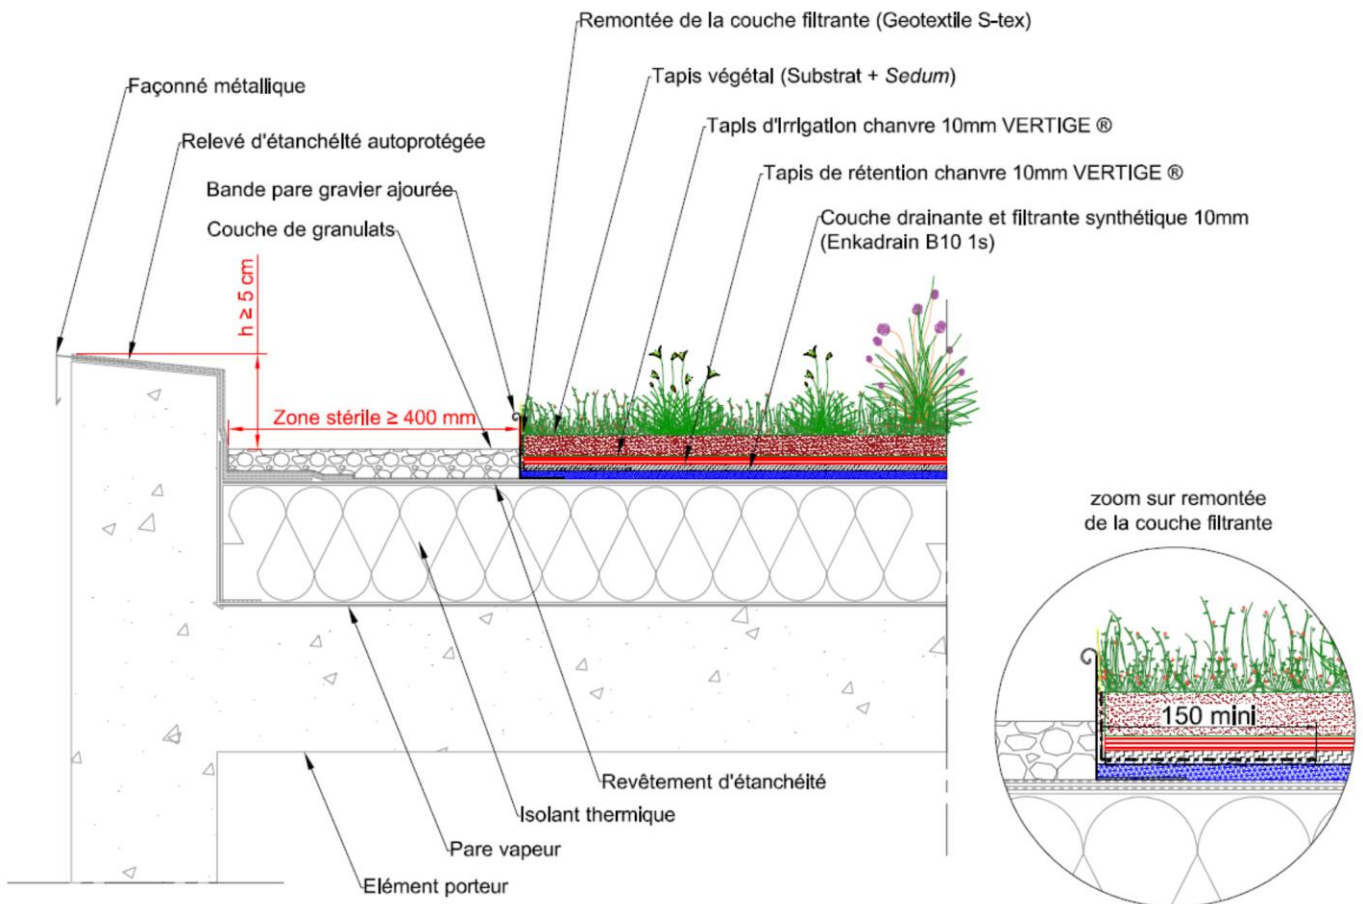 Remontée de la couche filtrante (Geotextile S-tex)
Façonné métallique
Tapis végétal (Substrat + Sedum)
Relevé d'étanchéité autoprotégée
Tapis d'irrigation chanvre 10mm VERTIGE ®
Bande pare gravier ajourée
Tapis de rétention chanvre 10mm VERTIGE ®
Couche de granulats
Couche drainante et filtrante synthétique 10mm
(Enkadrain B10 1s)
h ≥ 5 cm
Zone stérile ≥ 400 mm
zoom sur remontée
de la couche filtrante
150 mini
Revêtement d'étanchéité
Isolant thermique
Pare vapeur
Elément porteur